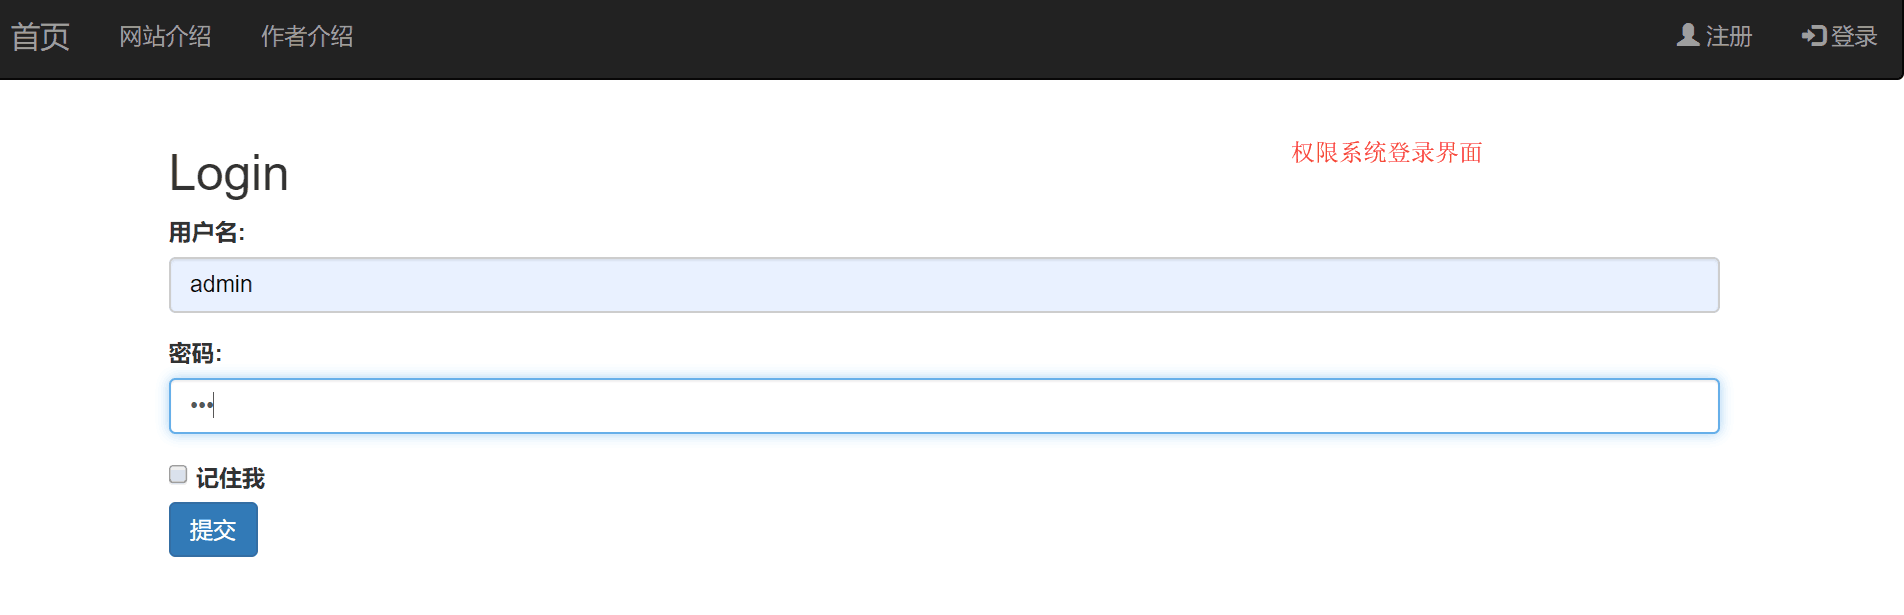 首页 网站介绍 作者介绍 注册 登录
权限系统登录界面
Login
用户名:
admin
密码:
•••
记住我
提交